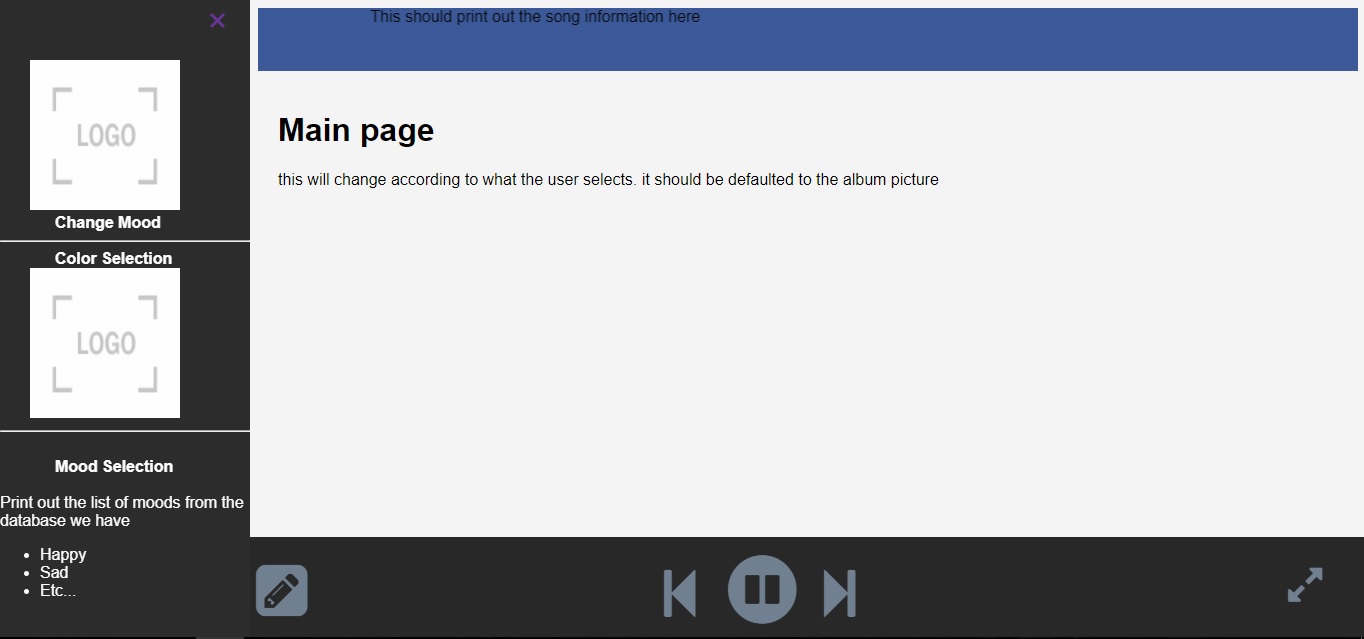 ×
This should print out the song information here
LOGO
Change Mood
Color Selection
LOGO
Mood Selection
Print out the list of moods from the
database we have
• Happy
• Sad
• Etc...
Main page
this will change according to what the user selects. it should be defaulted to the album picture